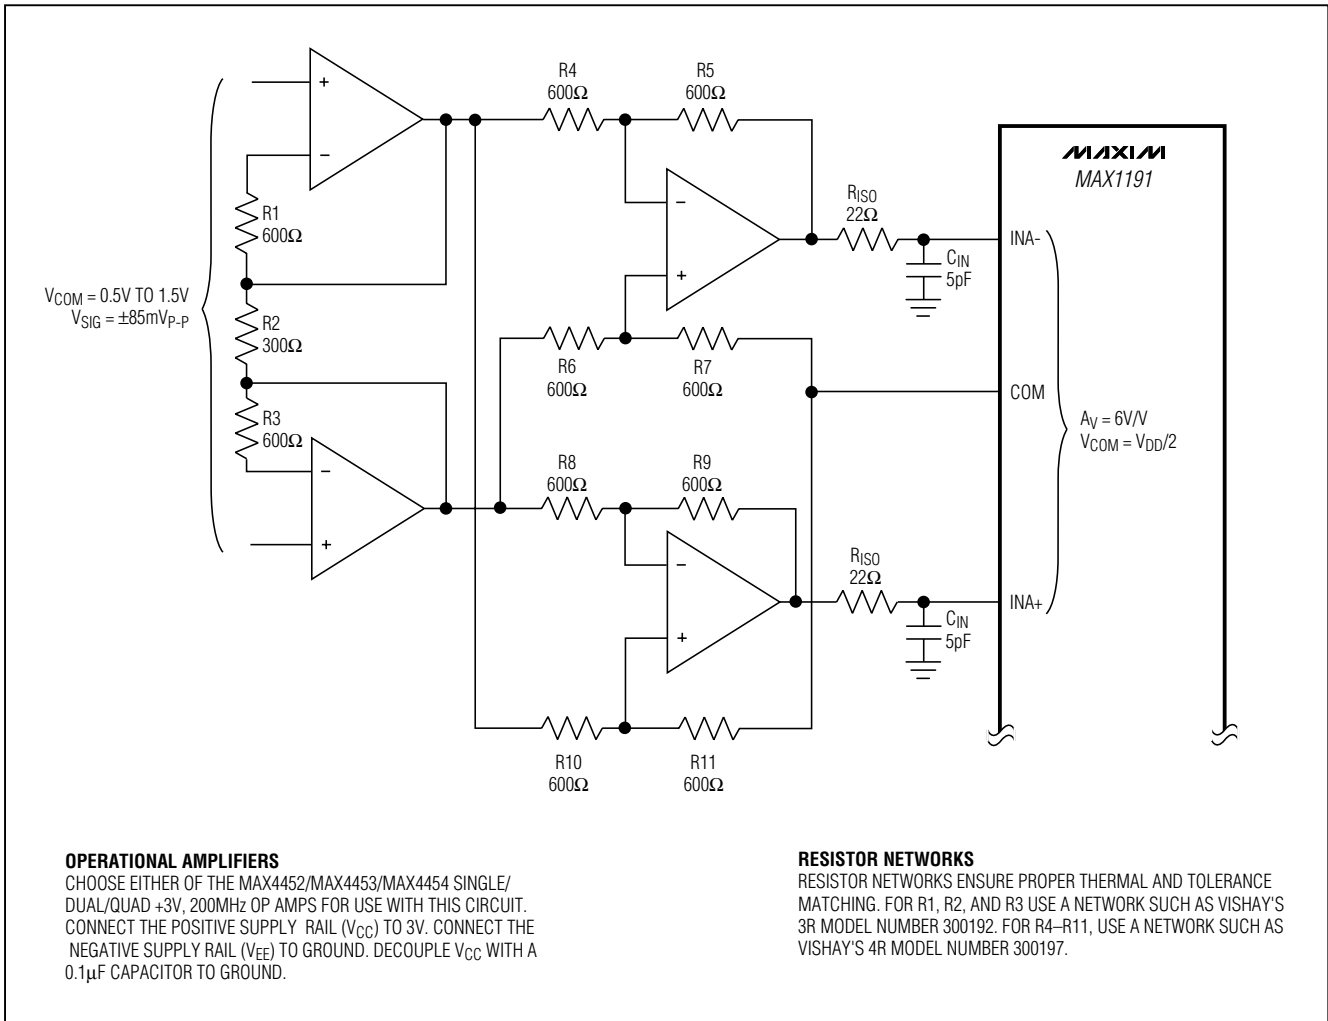 R4
600Ω
R5
600Ω
+
−
MAXIM
MAX1191
R1
600Ω
−
RISO
22Ω
INA-
CIN
5pF
+
VCOM = 0.5V TO 1.5V
VSIG = ±85mVP-P
R2
300Ω
R6
600Ω
R7
600Ω
COM
AV = 6V/V
VCOM = VDD/2
R3
600Ω
−
+
R8
600Ω
R9
600Ω
−
RISO
22Ω
INA+
CIN
5pF
+
R10
600Ω
R11
600Ω
OPERATIONAL AMPLIFIERS
CHOOSE EITHER OF THE MAX4452/MAX4453/MAX4454 SINGLE/
DUAL/QUAD +3V, 200MHz OP AMPS FOR USE WITH THIS CIRCUIT.
CONNECT THE POSITIVE SUPPLY RAIL (VCC) TO 3V. CONNECT THE
NEGATIVE SUPPLY RAIL (VEE) TO GROUND. DECOUPLE VCC WITH A
0.1μF CAPACITOR TO GROUND.
RESISTOR NETWORKS
RESISTOR NETWORKS ENSURE PROPER THERMAL AND TOLERANCE
MATCHING. FOR R1, R2, AND R3 USE A NETWORK SUCH AS VISHAY'S
3R MODEL NUMBER 300192. FOR R4–R11, USE A NETWORK SUCH AS
VISHAY'S 4R MODEL NUMBER 300197.